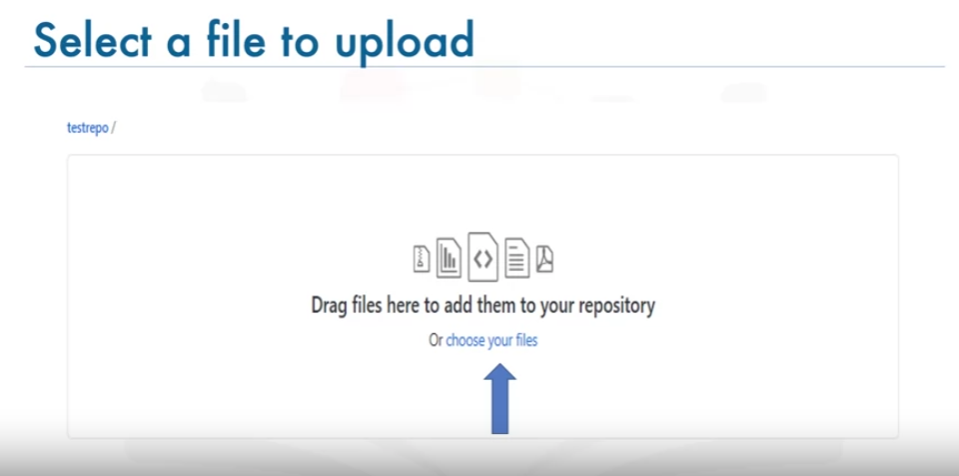 Select a file to upload
testrepo /
Drag files here to add them to your repository
Or choose your files